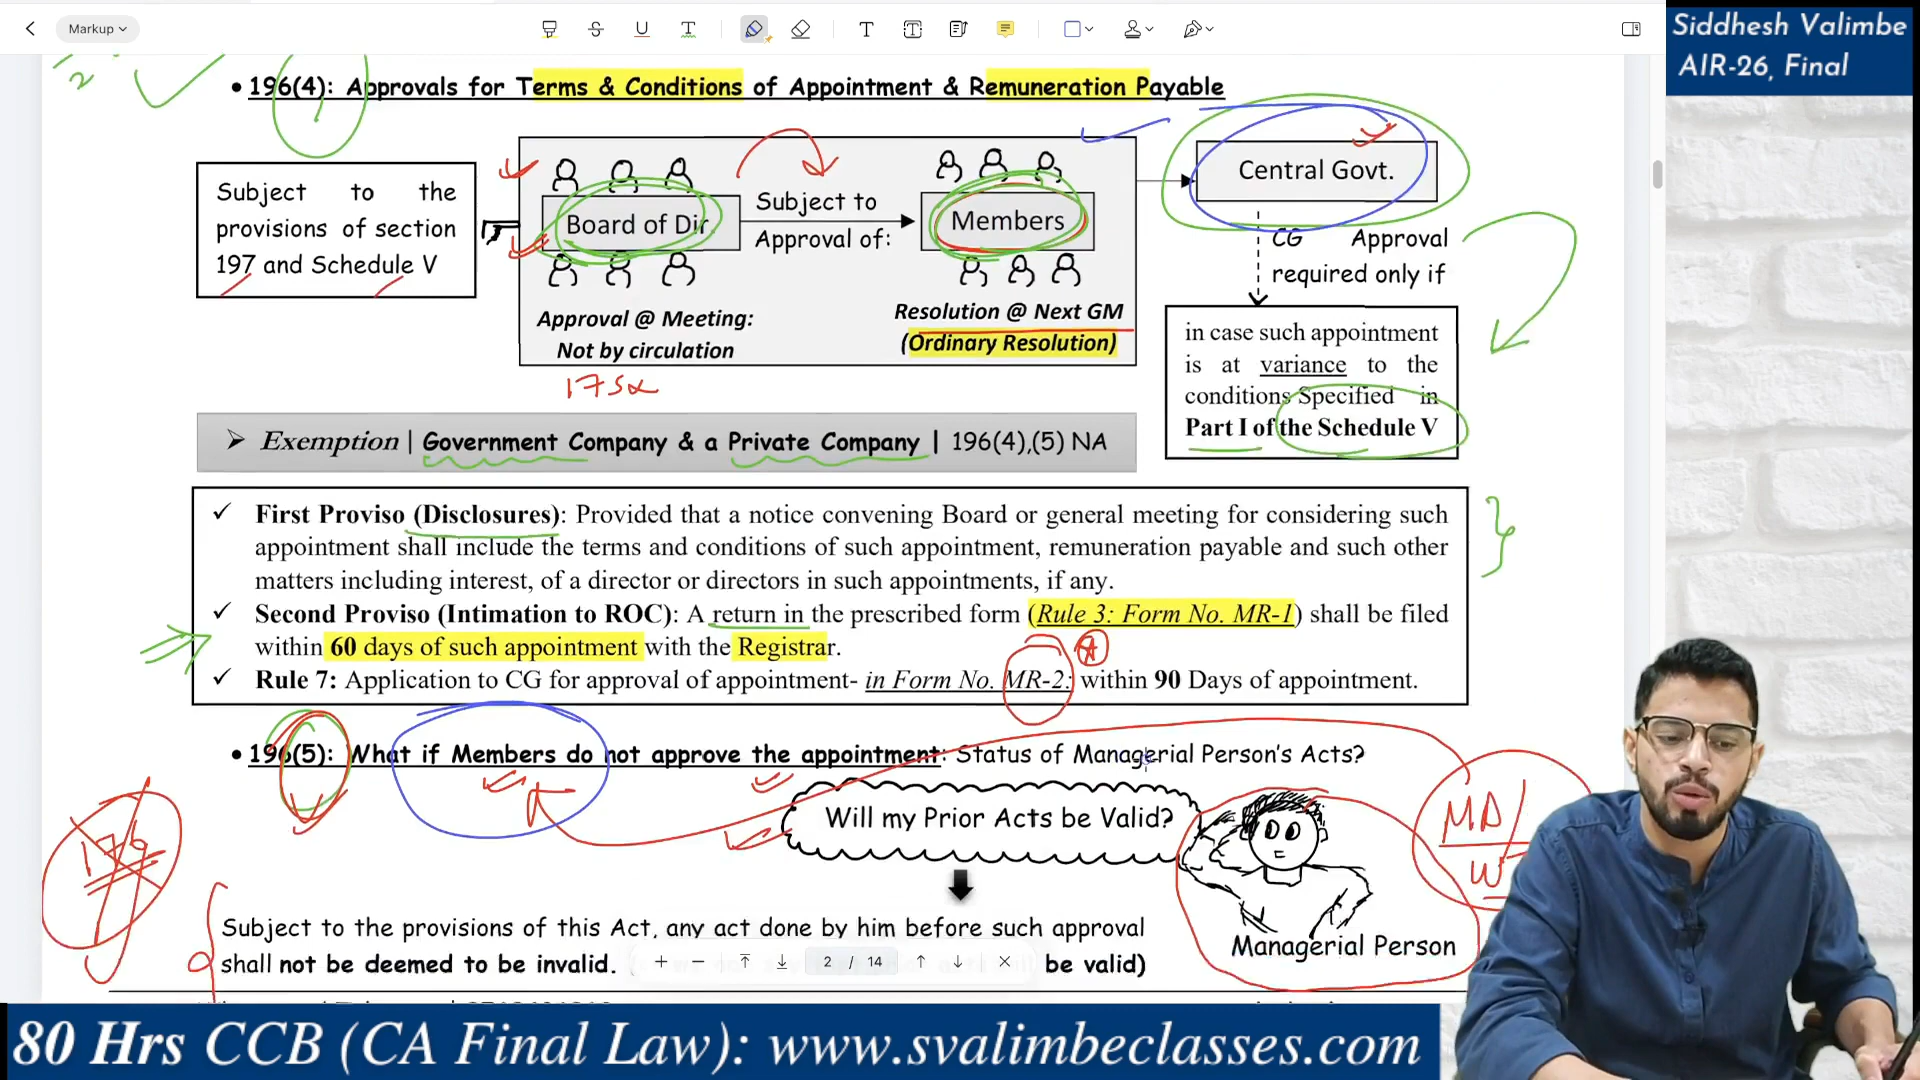 Markup
Siddhesh Valimbe
AIR-26, Final
• 196(4): Approvals for Terms & Conditions of Appointment & Remuneration Payable
Subject to the
provisions of section
197 and Schedule V
Board of Dir.
Subject to
Approval of:
Members
Approval @ Meeting:
Not by circulation
175
Resolution @ Next GM
(Ordinary Resolution)
Central Govt.
CG Approval
required only if
in case such appointment
is at variance to the
conditions Specified in
Part I of the Schedule V
➢ Exemption | Government Company & a Private Company | 196(4),(5) NA
✓ First Proviso (Disclosures): Provided that a notice convening Board or general meeting for considering such
appointment shall include the terms and conditions of such appointment, remuneration payable and such other
matters including interest, of a director or directors in such appointments, if any.
✓ Second Proviso (Intimation to ROC): A return in the prescribed form (Rule 3: Form No. MR-1) shall be filed
within 60 days of such appointment with the Registrar.
✓ Rule 7: Application to CG for approval of appointment- in Form No. MR-2: within 90 Days of appointment.
• 196(5): What if Members do not approve the appointment: Status of Managerial Person's Acts?
Will my Prior Acts be Valid?
MD/
176
Managerial Person
Subject to the provisions of this Act, any act done by him before such approval
shall not be deemed to be invalid.
be valid)
2 / 14
80 Hrs CCB (CA Final Law): www.svalimbeclasses.com